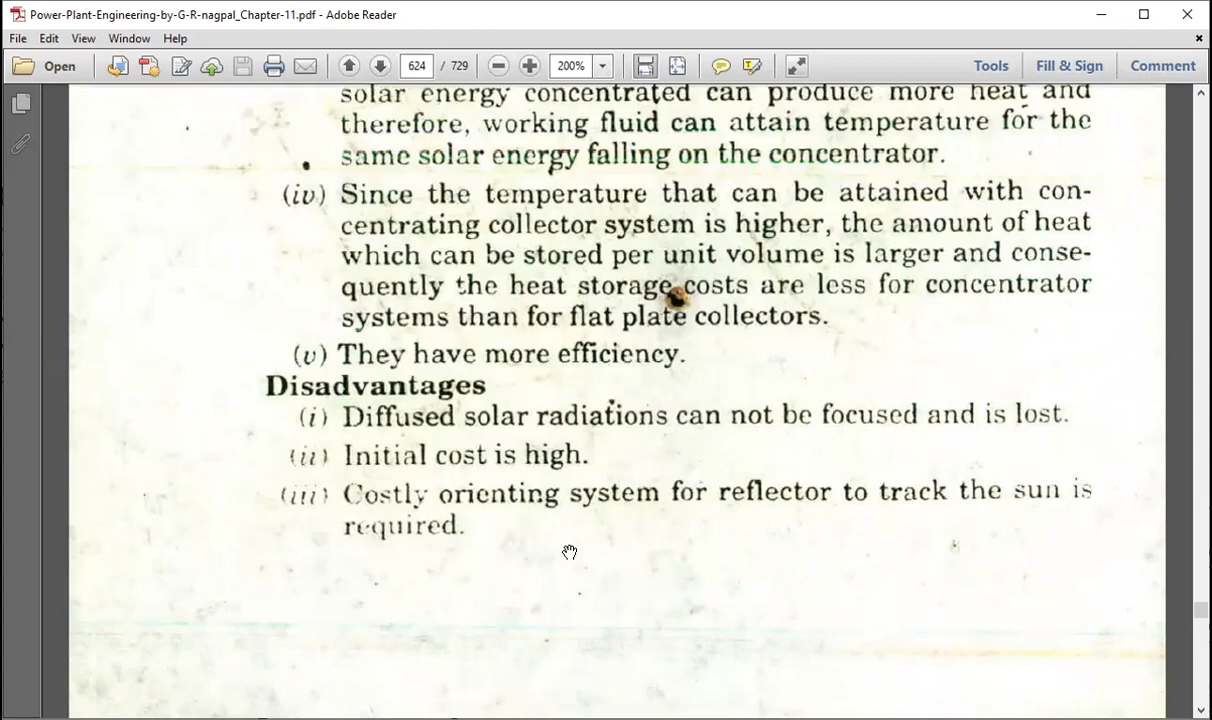 Power-Plant-Engineering-by-G-R-nagpal_Chapter-11.pdf - Adobe Reader
File Edit View Window Help
Open 624 / 729 200% Tools Fill & Sign Comment
solar energy concentrated can produce more heat and
therefore, working fluid can attain temperature for the
same solar energy falling on the concentrator.
(iv) Since the temperature that can be attained with con-
centrating collector system is higher, the amount of heat
which can be stored per unit volume is larger and conse-
quently the heat storage costs are less for concentrator
systems than for flat plate collectors.
(v) They have more efficiency.
Disadvantages
(i) Diffused solar radiations can not be focused and is lost.
(ii) Initial cost is high.
(iii) Costly orienting system for reflector to track the sun is
required.